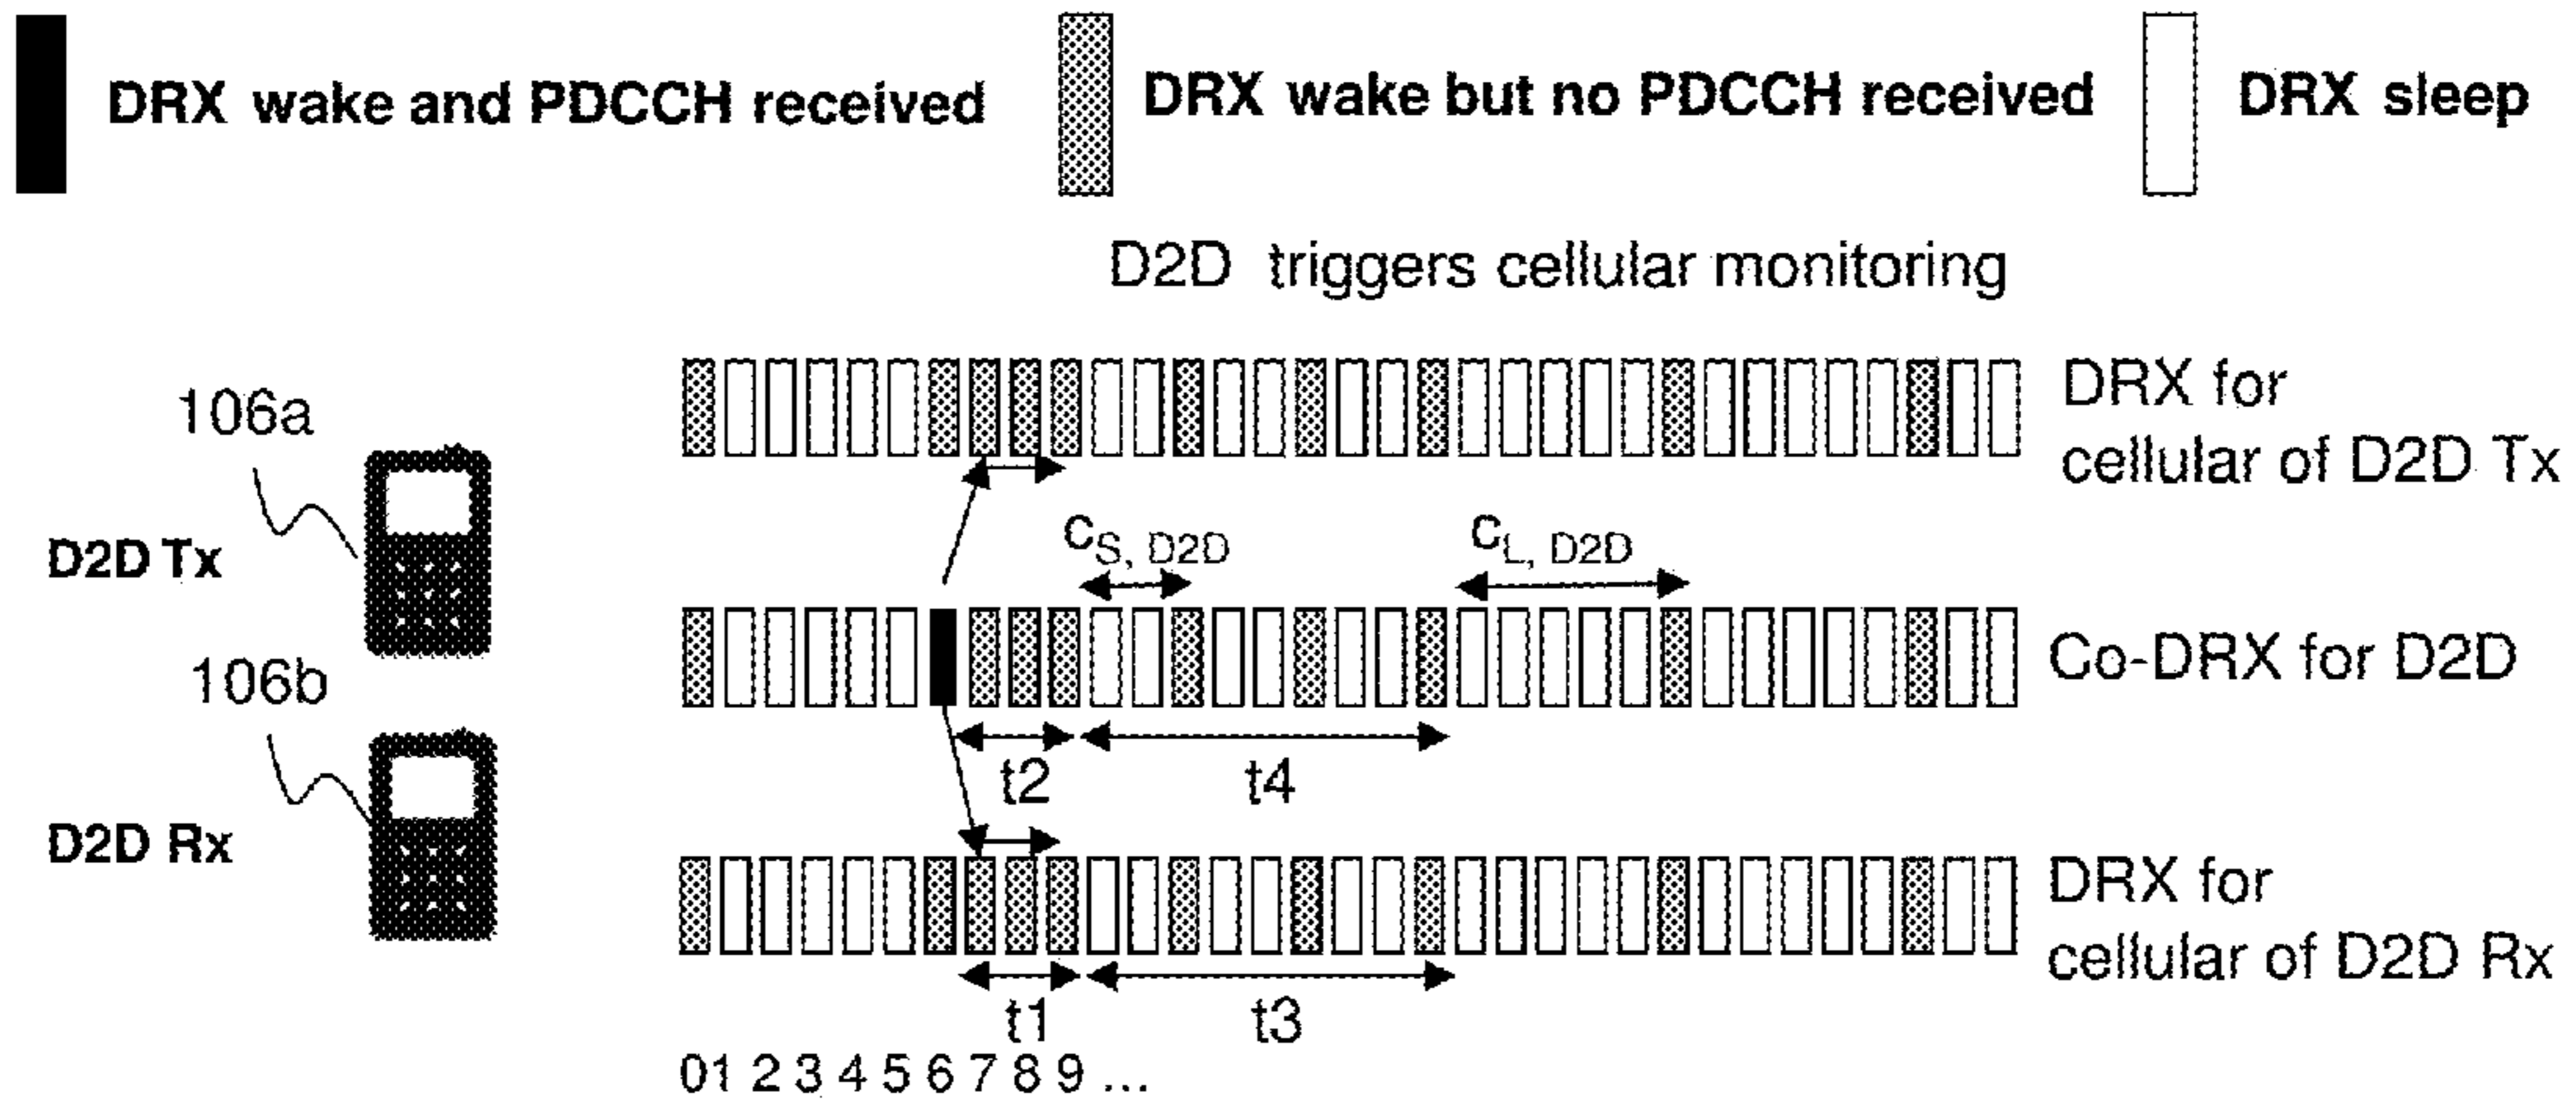 DRX wake and PDCCH received
DRX wake but no PDCCH received
DRX sleep
D2D triggers cellular monitoring
106a
DRX for
cellular of D2D Tx
D2D Tx
CS, D2D
CL, D2D
106b
Co-DRX for D2D
t2
t4
D2D Rx
DRX for
cellular of D2D Rx
t1
t3
01 2 3 4 5 6 7 8 9 ...